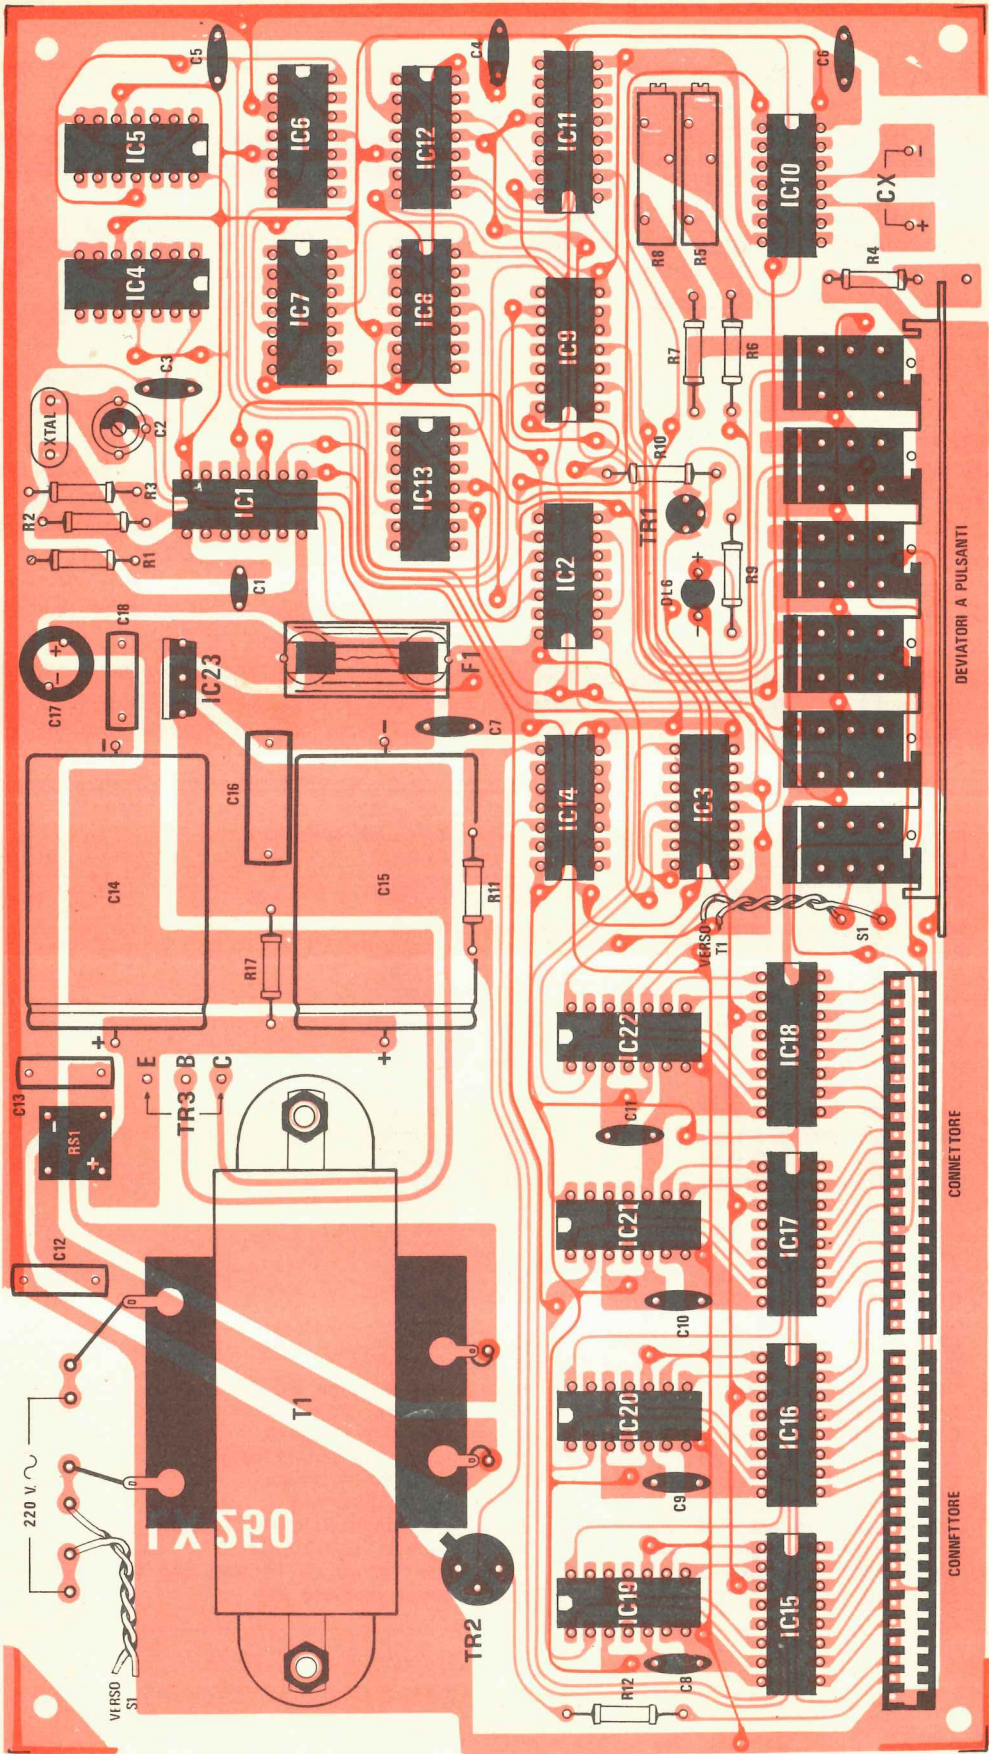 C5
C4
C6
IC5
IC6
IC12
IC11
IC10
-
CX
+
IC4
IC7
IC8
IC9
R8
R5
R4
C3
XTAL
C2
R7
R6
R3
R2
R1
IC1
IC13
R10
TR1
IC2
C1
DL6
+
-
R9
C18
C17
+
-
IC23
F1
C7
DEVIATORI A PULSANTI
-
-
C14
C16
C15
R11
R17
IC14
IC3
VERSO
T1
S1
+
+
C13
RS1
-
+
E
B
C
TR3
IC22
IC18
C11
CONNETTORE
C12
IC21
IC17
C10
T1
220 V. ~
IC20
IC16
C9
LX 250
TR2
IC19
IC15
C8
R12
CONNFTTORE
VERSO
S1